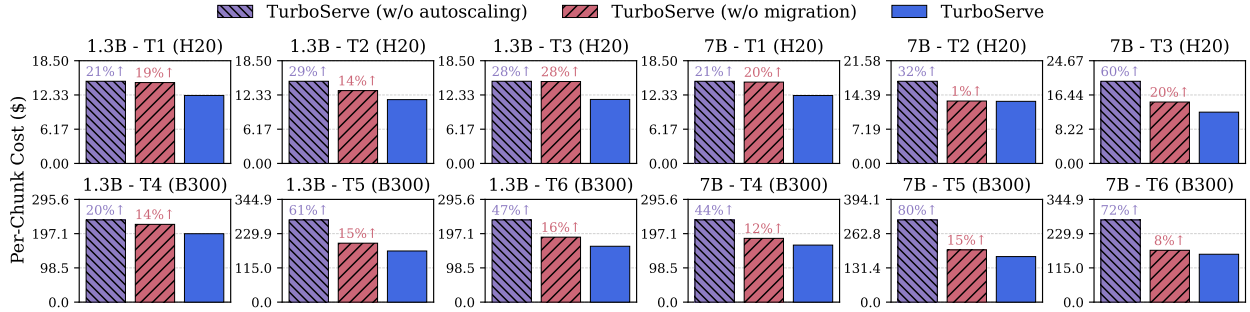 TurboServe (w/o autoscaling) TurboServe (w/o migration) TurboServe
Per-Chunk Cost ($)
1.3B - T1 (H20) 1.3B - T2 (H20) 1.3B - T3 (H20) 7B - T1 (H20) 7B - T2 (H20) 7B - T3 (H20)
18.50 18.50 18.50 18.50 21.58 24.67
21%↑ 19%↑ 29%↑ 14%↑ 28%↑ 28%↑ 21%↑ 20%↑ 32%↑ 1%↑ 60%↑ 20%↑
12.33 12.33 12.33 12.33 14.39 16.44
6.17 6.17 6.17 6.17 7.19 8.22
0.00 0.00 0.00 0.00 0.00 0.00
1.3B - T4 (B300) 1.3B - T5 (B300) 1.3B - T6 (B300) 7B - T4 (B300) 7B - T5 (B300) 7B - T6 (B300)
295.6 344.9 295.6 295.6 394.1 344.9
20%↑ 14%↑ 61%↑ 15%↑ 47%↑ 16%↑ 44%↑ 12%↑ 80%↑ 15%↑ 72%↑ 8%↑
197.1 229.9 197.1 197.1 262.8 229.9
98.5 115.0 98.5 98.5 131.4 115.0
0.0 0.0 0.0 0.0 0.0 0.0